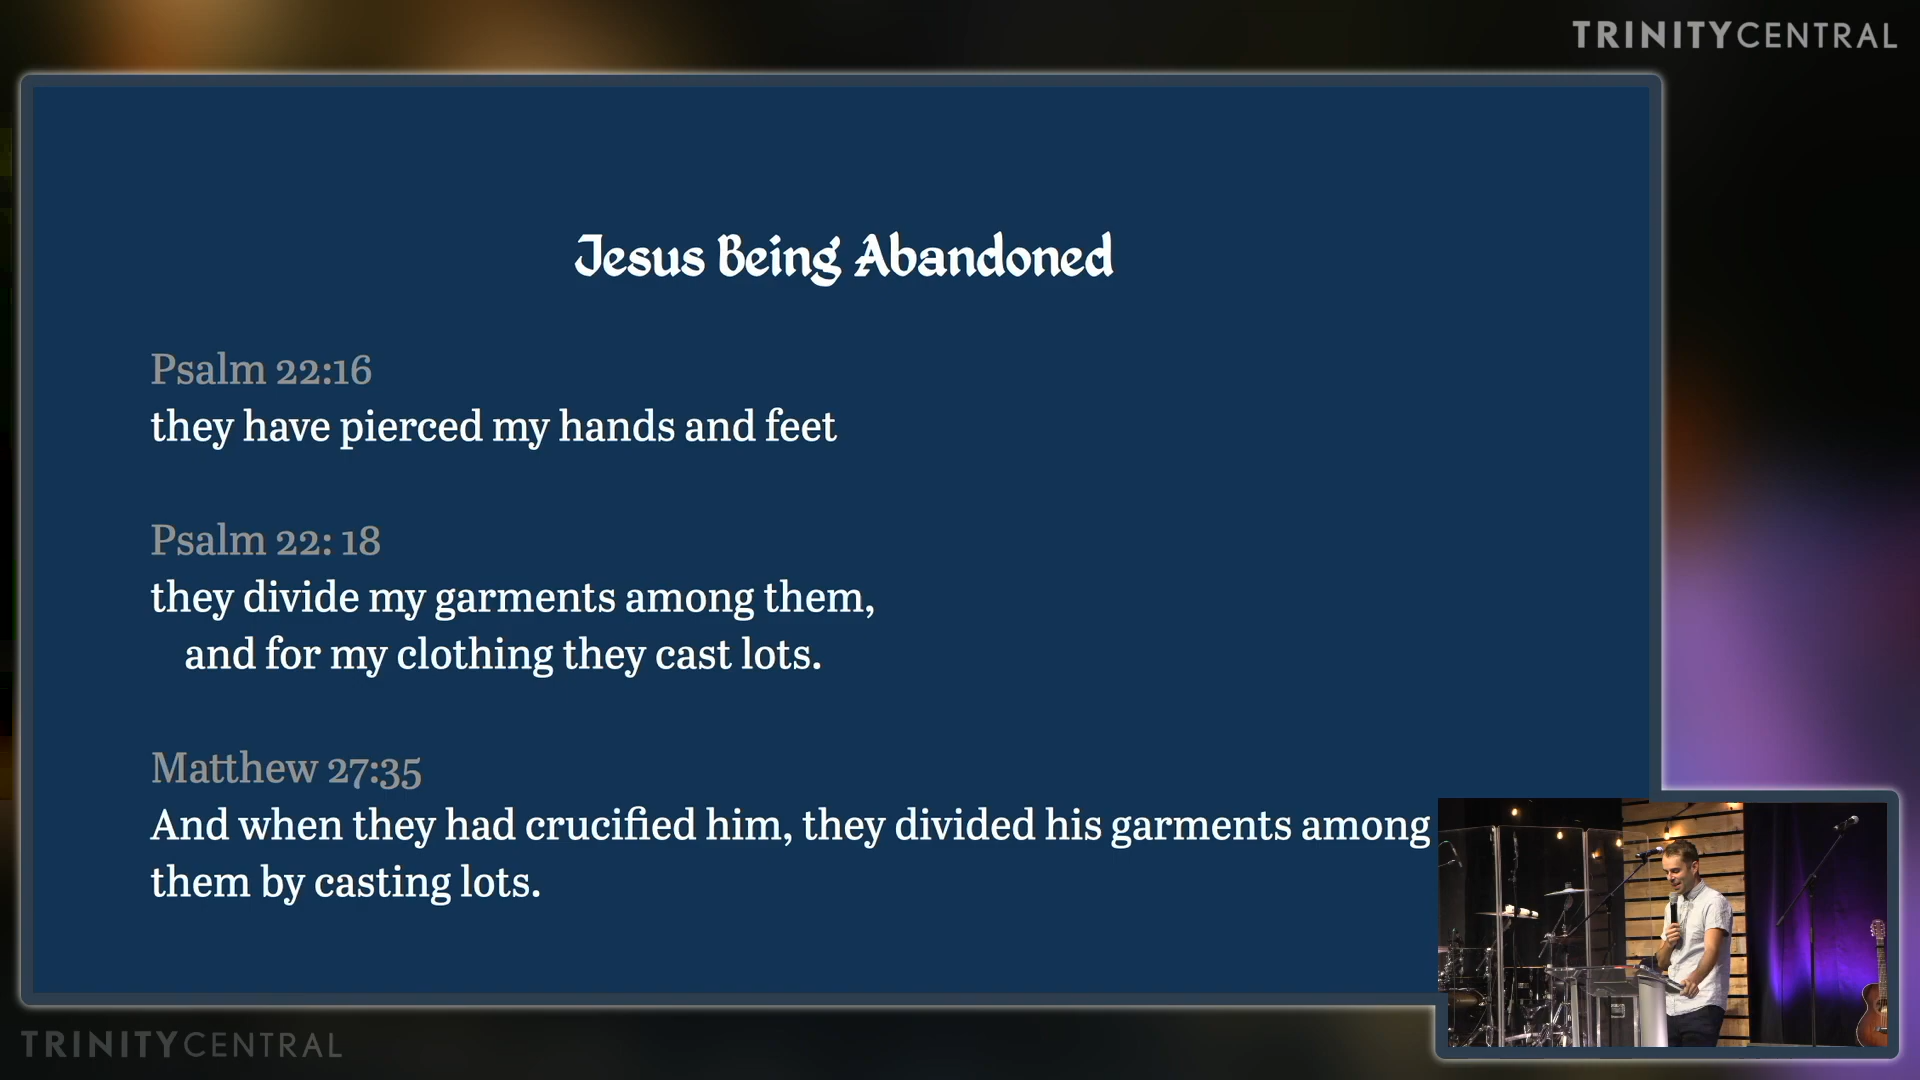 TRINITYCENTRAL
Jesus Being Abandoned
Psalm 22:16
they have pierced my hands and feet
Psalm 22: 18
they divide my garments among them,
and for my clothing they cast lots.
Matthew 27:35
And when they had crucified him, they divided his garments among
them by casting lots.
TRINITYCENTRAL